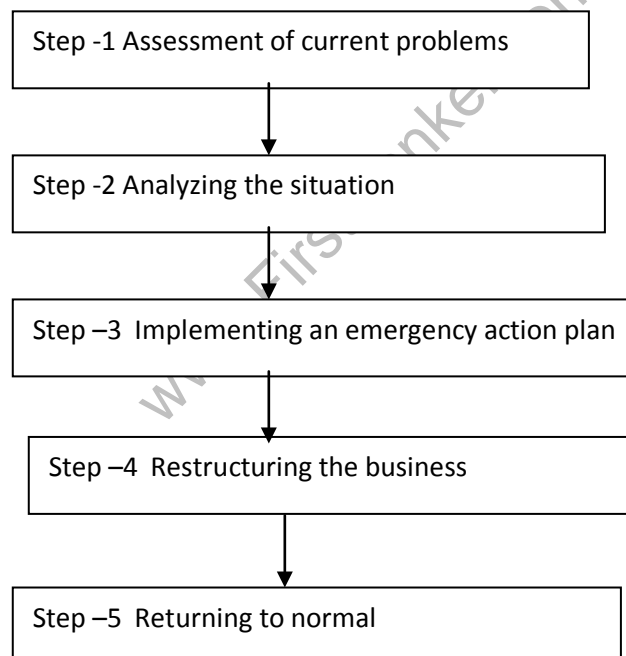 Step -1 Assessment of current problems
Step -2 Analyzing the situation
Step –3  Implementing an emergency action plan
Step –4  Restructuring the business
Step –5  Returning to normal